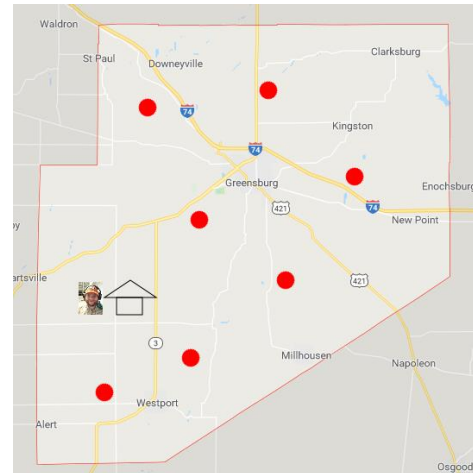 Waldron
St Paul
Downeyville
Clarksburg
74
Kingston
74
Greensburg
Enochsburg
421
74
New Point
artsville
421
3
Millhousen
Napoleon
Westport
Alert
Osgood